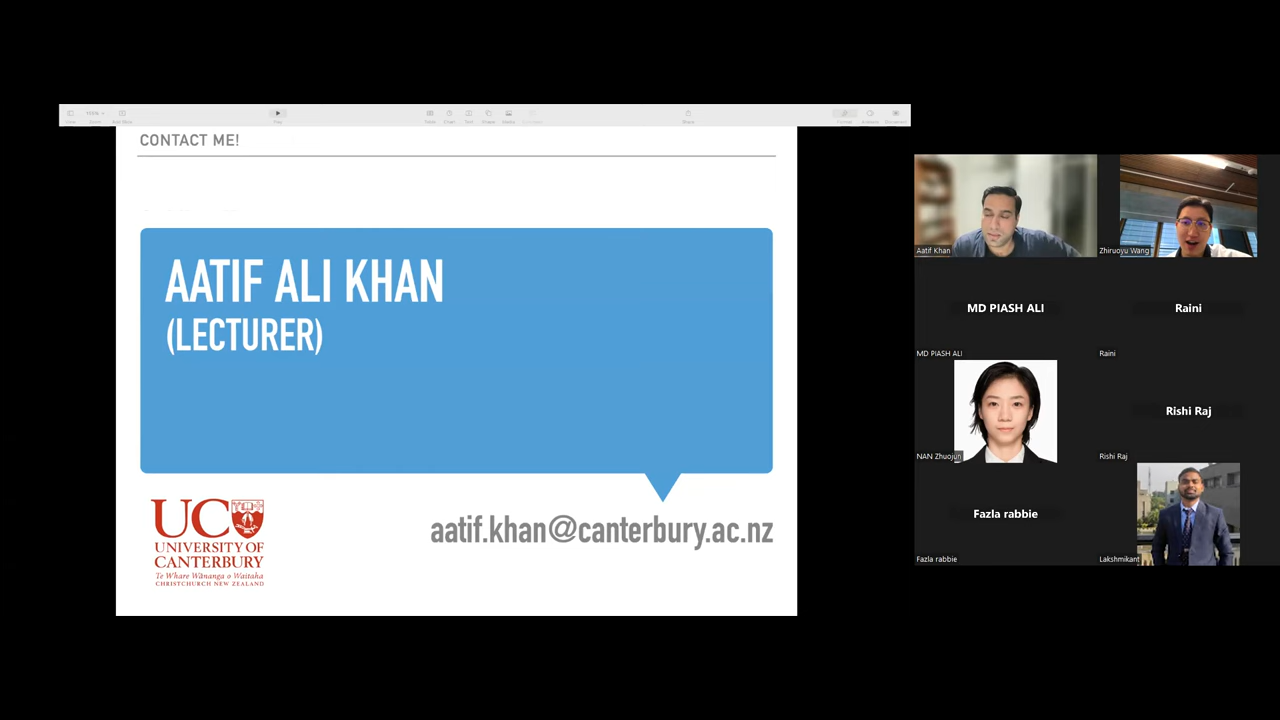 CONTACT ME!
AATIF ALI KHAN
(LECTURER)
UC
UNIVERSITY OF
CANTERBURY
Te Whare Wānanga o Waitaha
CHRISTCHURCH NEW ZEALAND
aatif.khan@canterbury.ac.nz
Aatif Khan
Zhiruoyu Wang
MD PIASH ALI
MD PIASH ALI
Raini
Raini
NAN Zhuojun
Rishi Raj
Rishi Raj
Fazla rabbie
Fazla rabbie
Lakshmikant